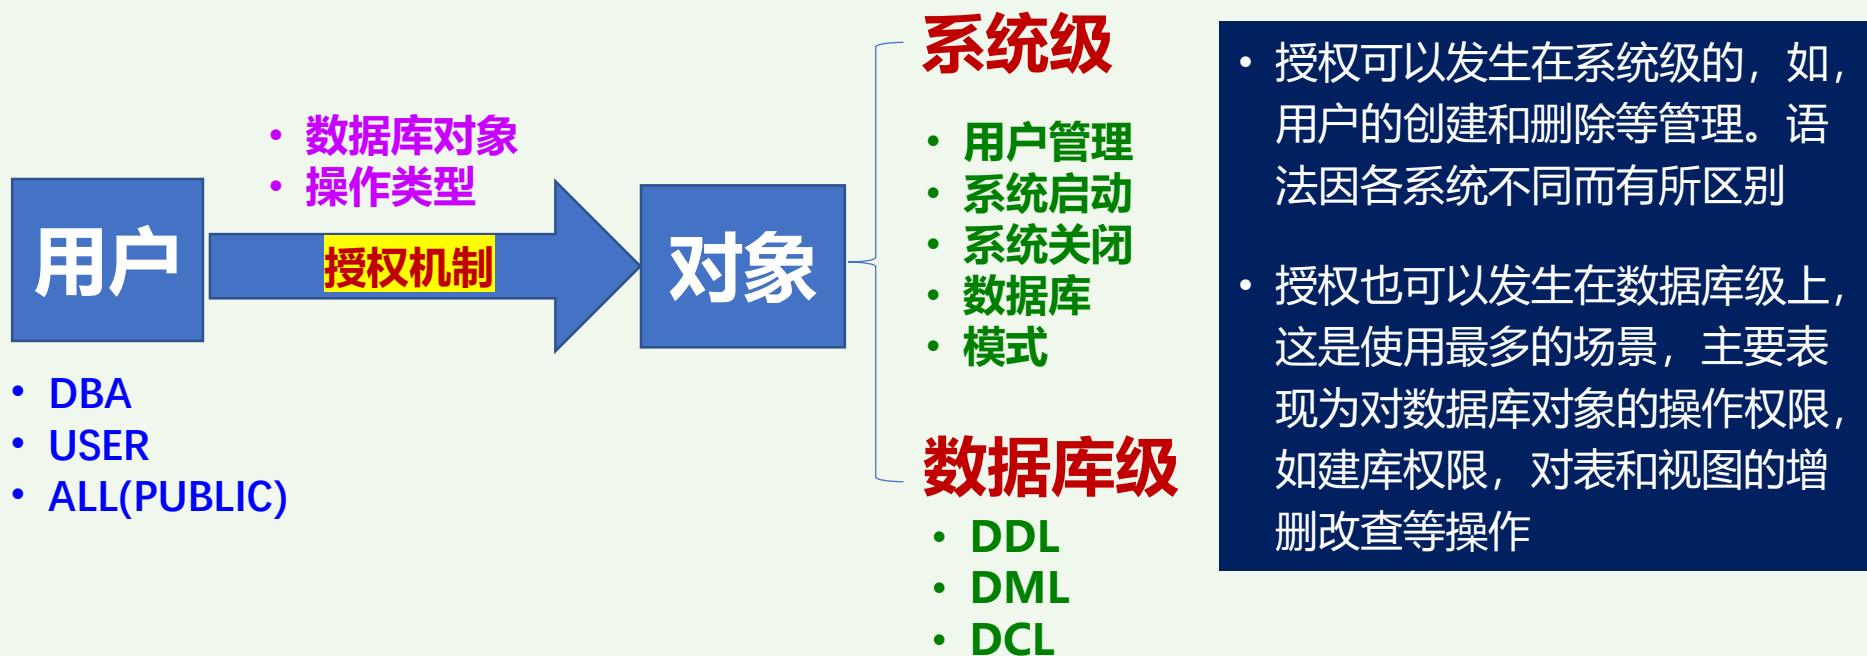 用户
• DBA
• USER
• ALL(PUBLIC)
• 数据库对象
• 操作类型
授权机制
对象
系统级
• 用户管理
• 系统启动
• 系统关闭
• 数据库
• 模式
数据库级
• DDL
• DML
• DCL
• 授权可以发生在系统级的，如，
用户的创建和删除等管理。语
法因各系统不同而有所区别
• 授权也可以发生在数据库级上，
这是使用最多的场景，主要表
现为对数据库对象的操作权限，
如建库权限，对表和视图的增
删改查等操作